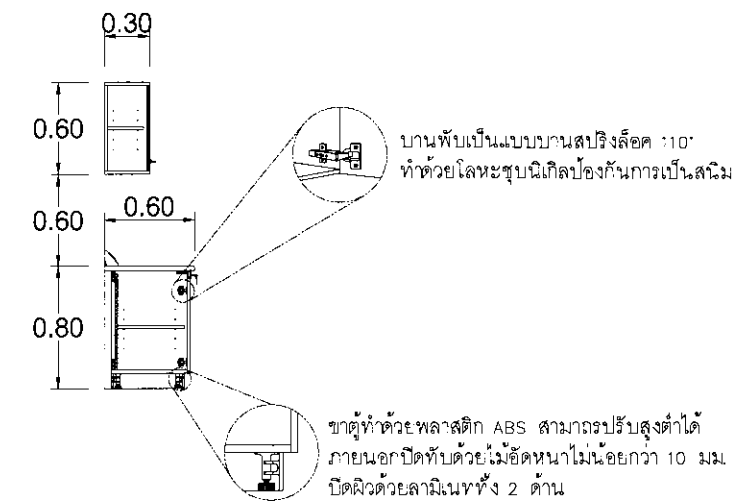 0.30
0.60
บานพับเป็นแบบบานสปริงล็อค 110°
ทำด้วยโลหะชุบนิเกิลป้องกันการเป็นสนิม
0.60
0.60
0.80
ขาตู้ทำด้วยพลาสติก ABS สามารถปรับสูงต่ำได้
ภายนอกปิดทับด้วยไม้อัดหนาไม่น้อยกว่า 10 มม.
ปิดผิวด้วยลามิเนททั้ง 2 ด้าน